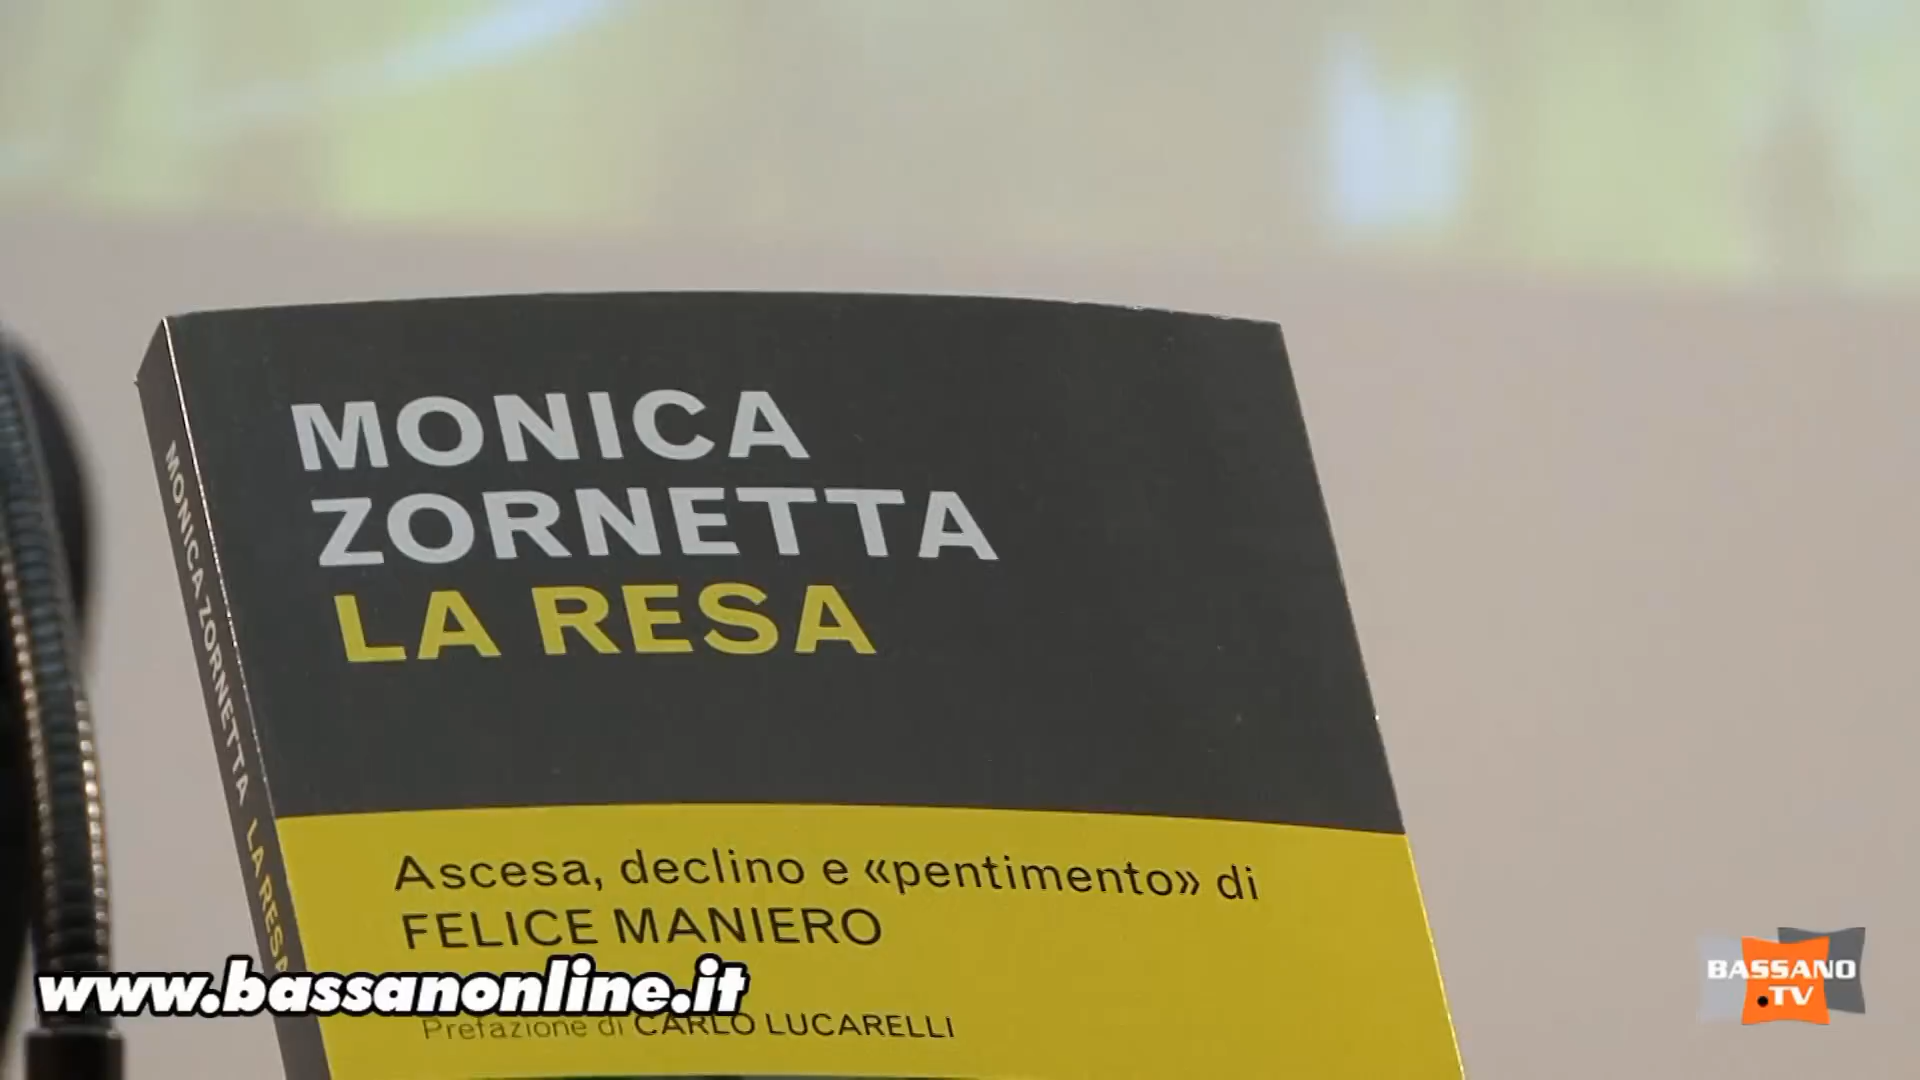 MONICA
ZORNETTA
LA RESA
MONICA ZORNETTA LA RESA
Ascesa, declino e «pentimento» di
FELICE MANIERO
www.bassanonline.it
Prefazione di CARLO LUCARELLI
BASSANO
.TV